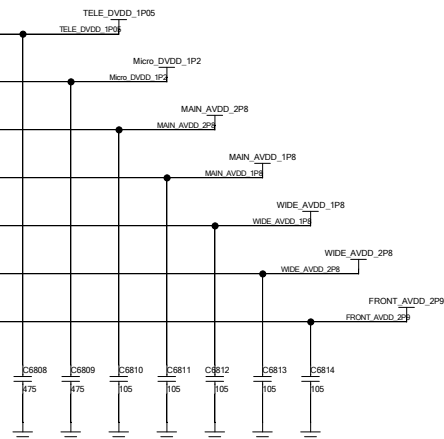 TELE_DVDD_1P05
TELE_DVDD_1P05
Micro_DVDD_1P2
Micro_DVDD_1P2
MAIN_AVDD_2P8
MAIN_AVDD_2P8
MAIN_AVDD_1P8
MAIN_AVDD_1P8
WIDE_AVDD_1P8
WIDE_AVDD_1P8
WIDE_AVDD_2P8
WIDE_AVDD_2P8
FRONT_AVDD_2P9
FRONT_AVDD_2P9
C6808 C6809 C6810 C6811 C6812 C6813 C6814
475 475 105 105 105 105 105